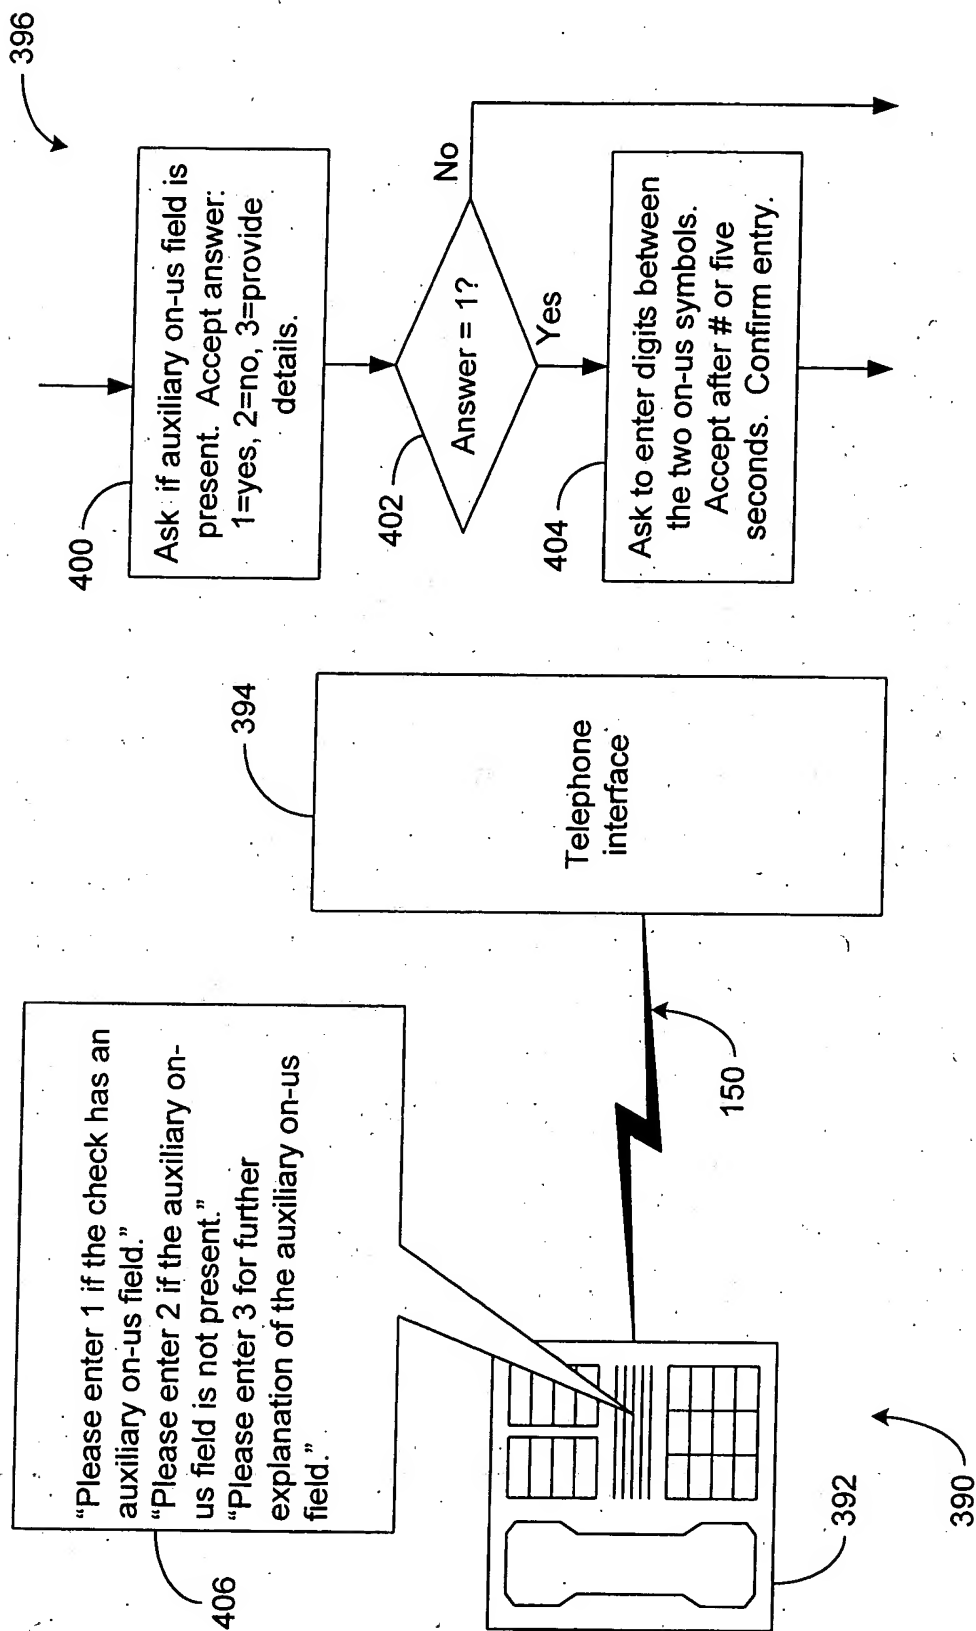 "Please enter 1 if the check has an
auxiliary on-us field."
"Please enter 2 if the auxiliary on-
us field is not present."
"Please enter 3 for further
explanation of the auxiliary on-us
field."
406
392
390
150
394
Telephone
interface
396
400
Ask if auxiliary on-us field is
present. Accept answer:
1=yes, 2=no, 3=provide
details.
402
Answer = 1?
No
Yes
404
Ask to enter digits between
the two on-us symbols.
Accept after # or five
seconds. Confirm entry.